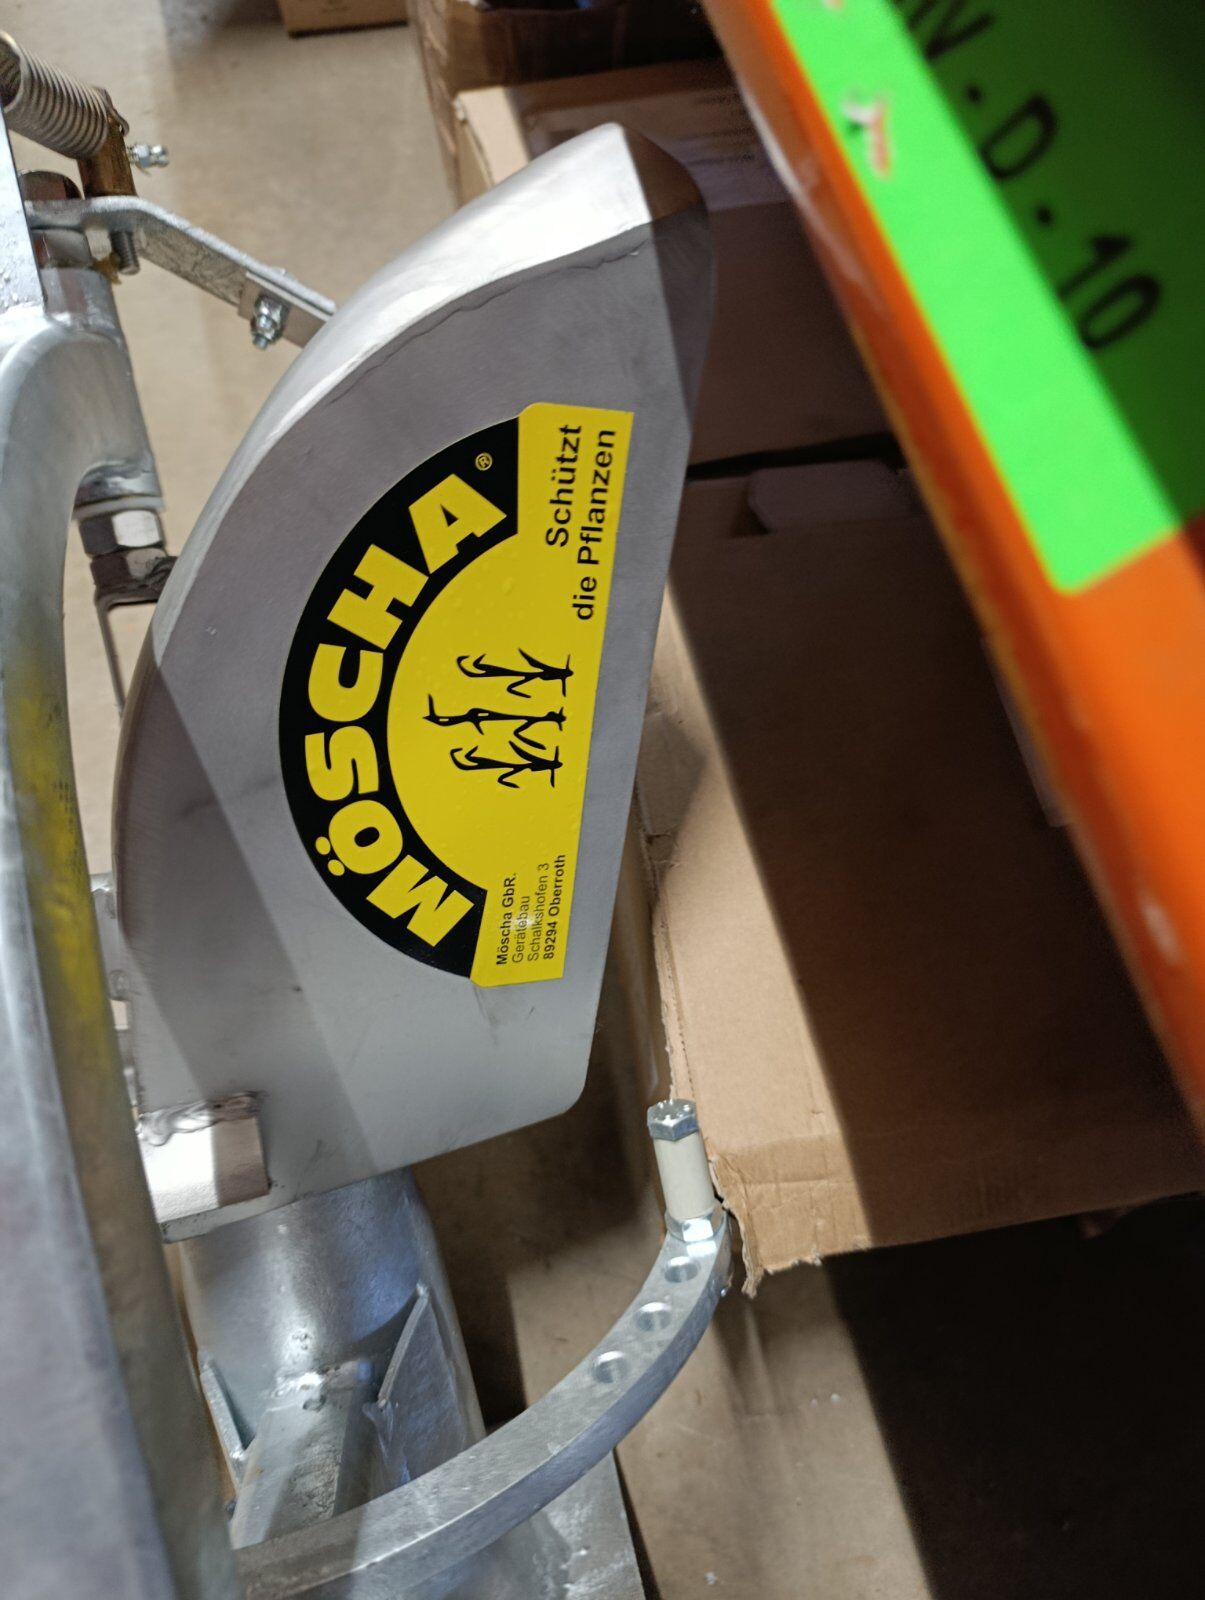 MÖSCHA®
Schützt
die Pflanzen
Möscha GbR.
Gerätebau
Schalkshofen 3
89294 Oberroth
- D - 10